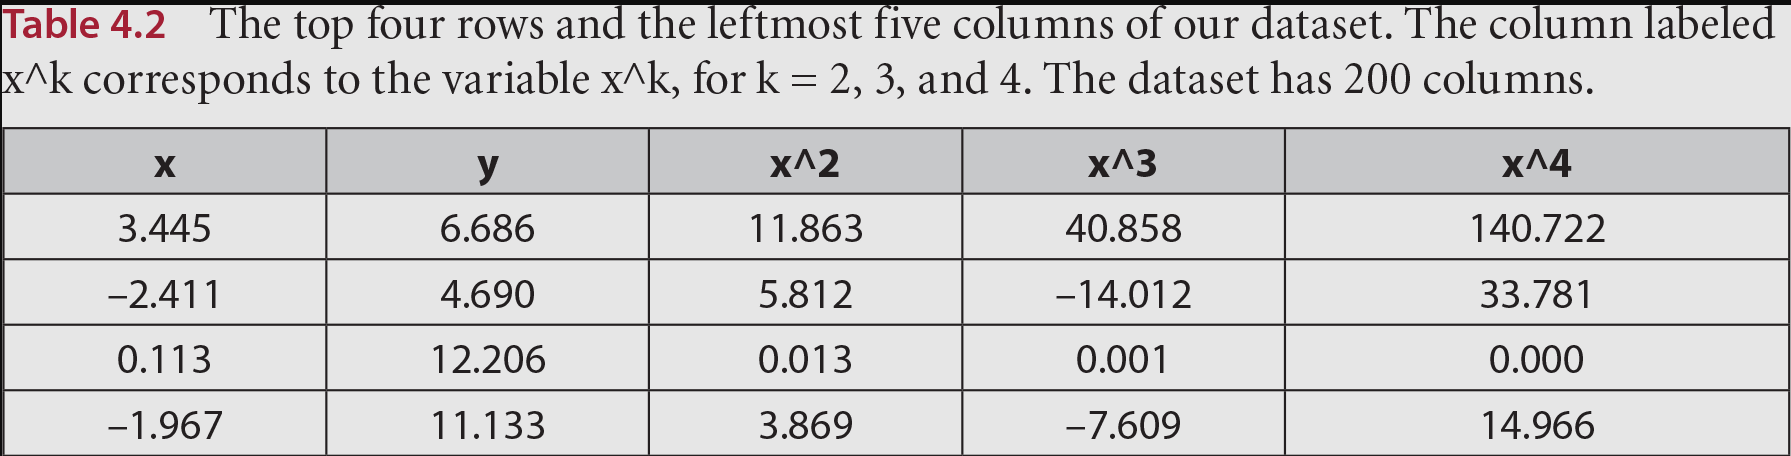 Table 4.2 The top four rows and the leftmost five columns of our dataset. The column labeled
x^k corresponds to the variable x^k, for k = 2, 3, and 4. The dataset has 200 columns.
x y x^2 x^3 x^4
3.445 6.686 11.863 40.858 140.722
–2.411 4.690 5.812 –14.012 33.781
0.113 12.206 0.013 0.001 0.000
–1.967 11.133 3.869 –7.609 14.966